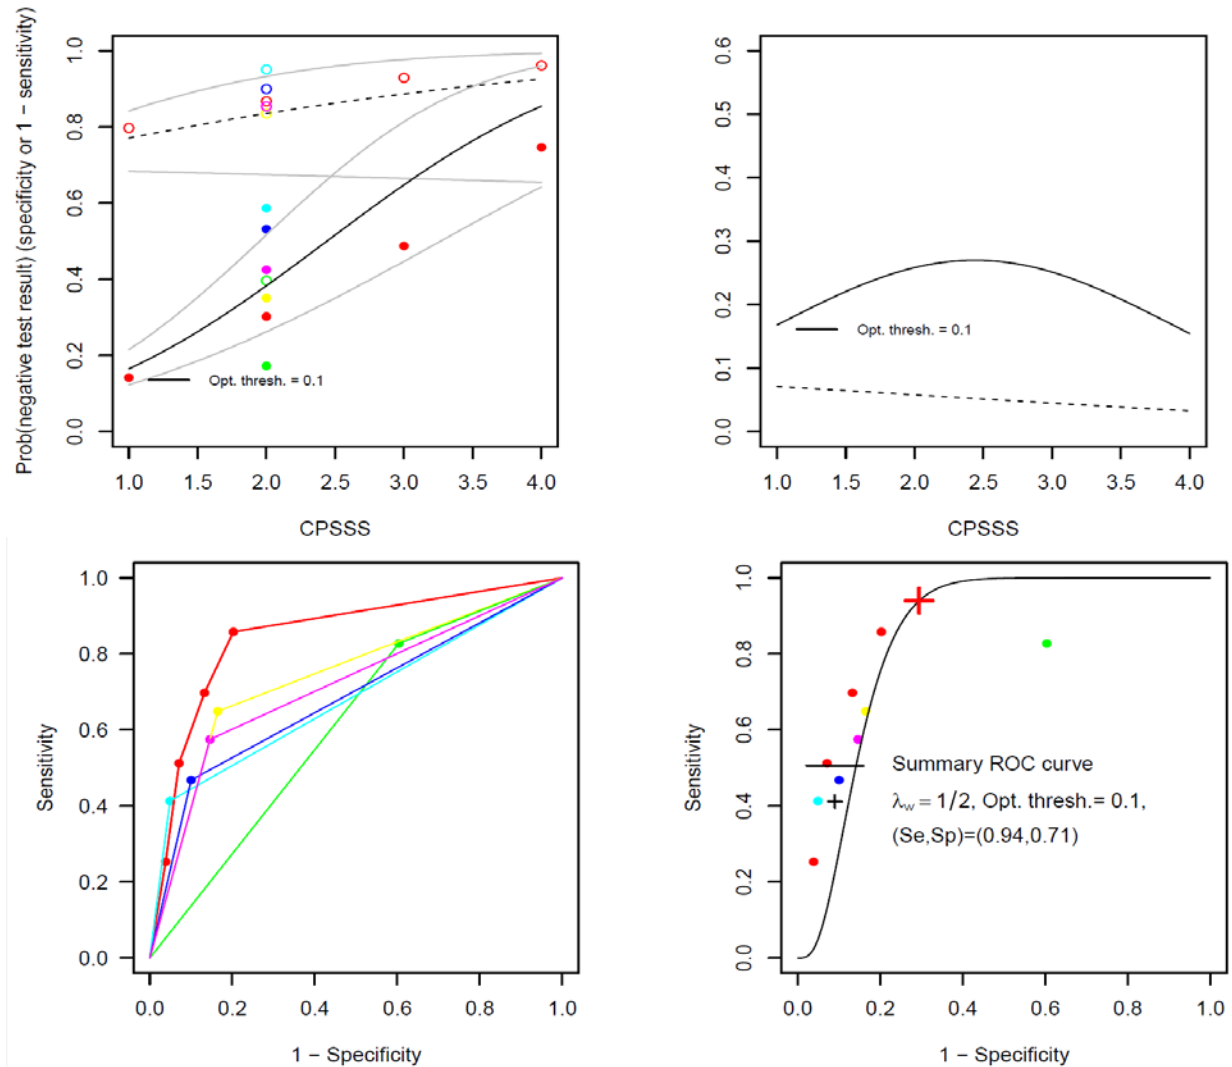 Prob(negative test result) (specificity or 1 − sensitivity)
1.0
0.8
0.6
0.4
0.2
0.0
Opt. thresh. = 0.1
1.0 1.5 2.0 2.5 3.0 3.5 4.0
CPSSS
0.6
0.5
0.4
0.3
0.2
0.1
0.0
Opt. thresh. = 0.1
1.0 1.5 2.0 2.5 3.0 3.5 4.0
CPSSS
Sensitivity
1.0
0.8
0.6
0.4
0.2
0.0
0.0 0.2 0.4 0.6 0.8 1.0
1 − Specificity
Sensitivity
1.0
0.8
0.6
0.4
0.2
0.0
Summary ROC curve
λw = 1/2, Opt. thresh.= 0.1,
(Se,Sp)=(0.94,0.71)
0.0 0.2 0.4 0.6 0.8 1.0
1 − Specificity